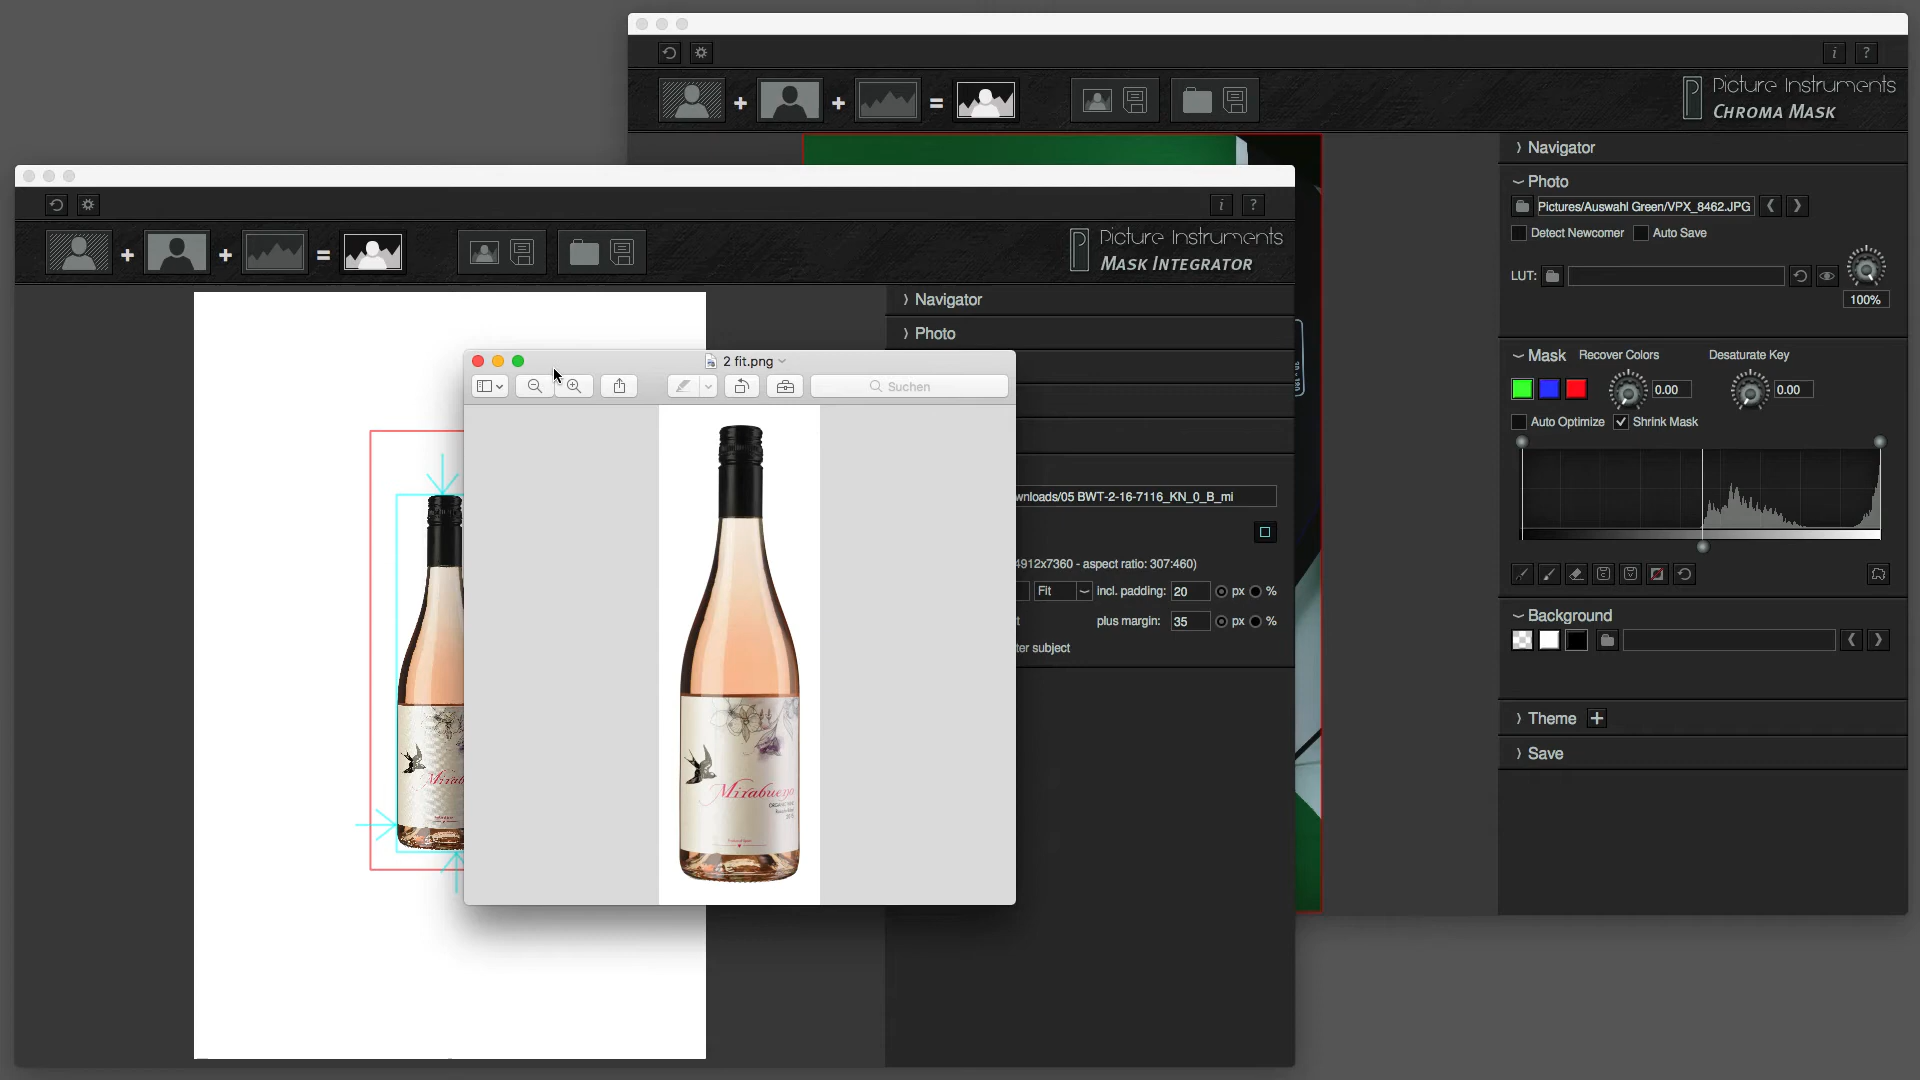 Picture Instruments
CHROMA MASK
Navigator
Photo
Pictures/Auswahl Green/VPX_8462.JPG
Detect Newcomer
Auto Save
LUT:
100%
Mask
Recover Colors
Desaturate Key
0.00
0.00
Auto Optimize
Shrink Mask
Background
Theme
Save
Picture Instruments
MASK INTEGRATOR
Navigator
Photo
wnloads/05 BWT-2-16-7116_KN_0_B_mi
4912x7360 - aspect ratio: 307:460)
Fit
incl. padding:
20
px
%
t
plus margin:
35
px
%
ter subject
2 fit.png
Suchen
Mirabueno
ORGANIC WINE